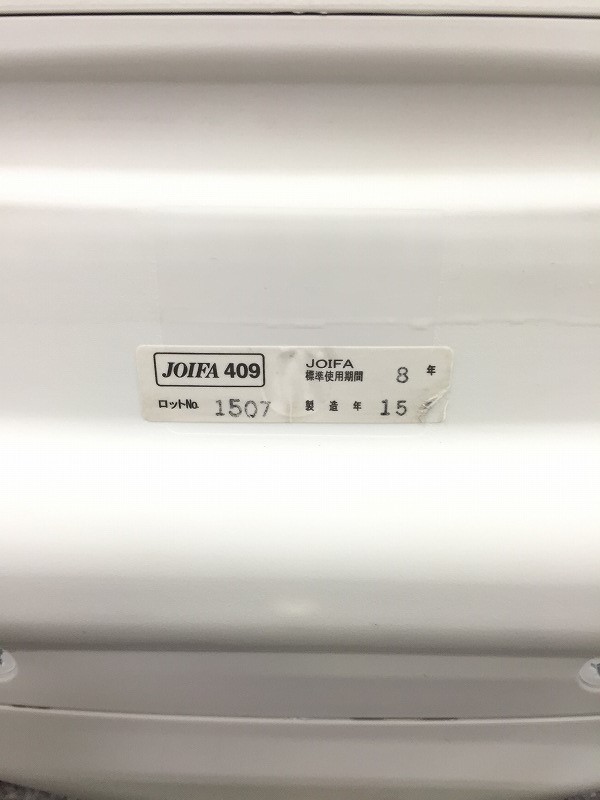 JOIFA 409
JOIFA
標準使用期間 8 年
ロットNo. 1507
製造年 15